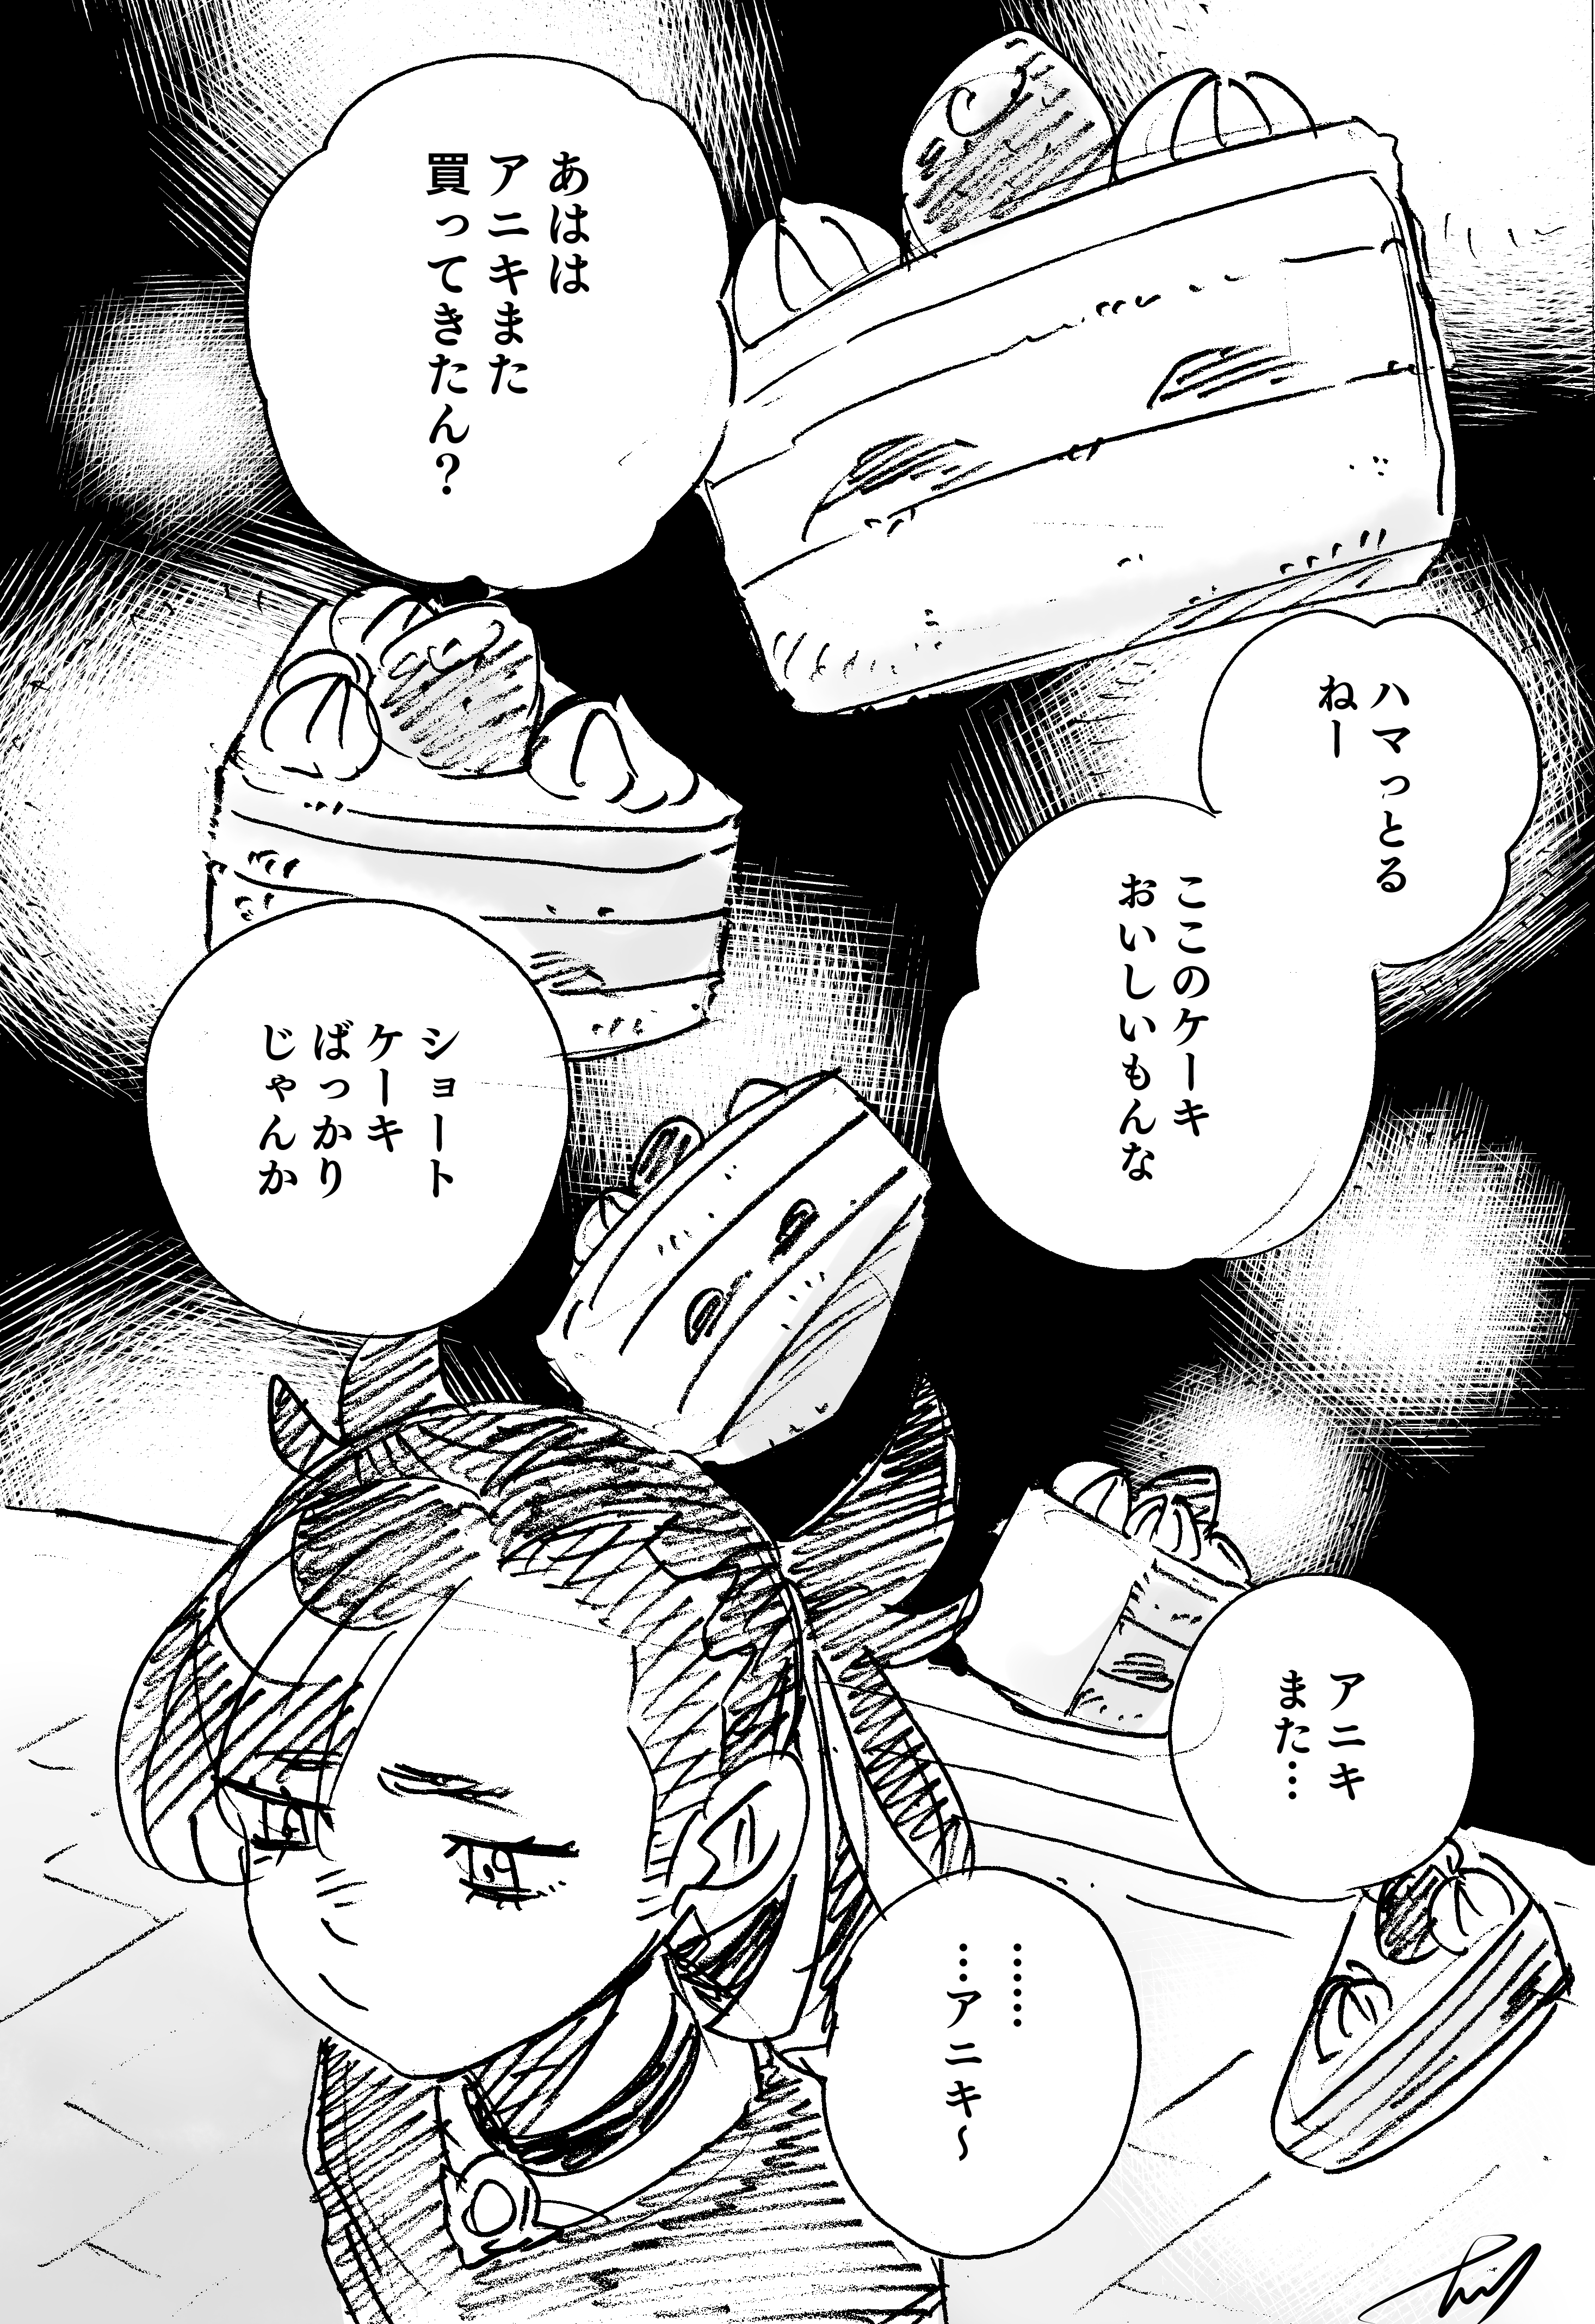 あはは
アニキまた
買ってきたん？
ハマっとる
ねー
ここのケーキ
おいしいもんな
ショート
ケーキ
ばっかり
じゃんか
アニキ
また…
……
…アニキ～